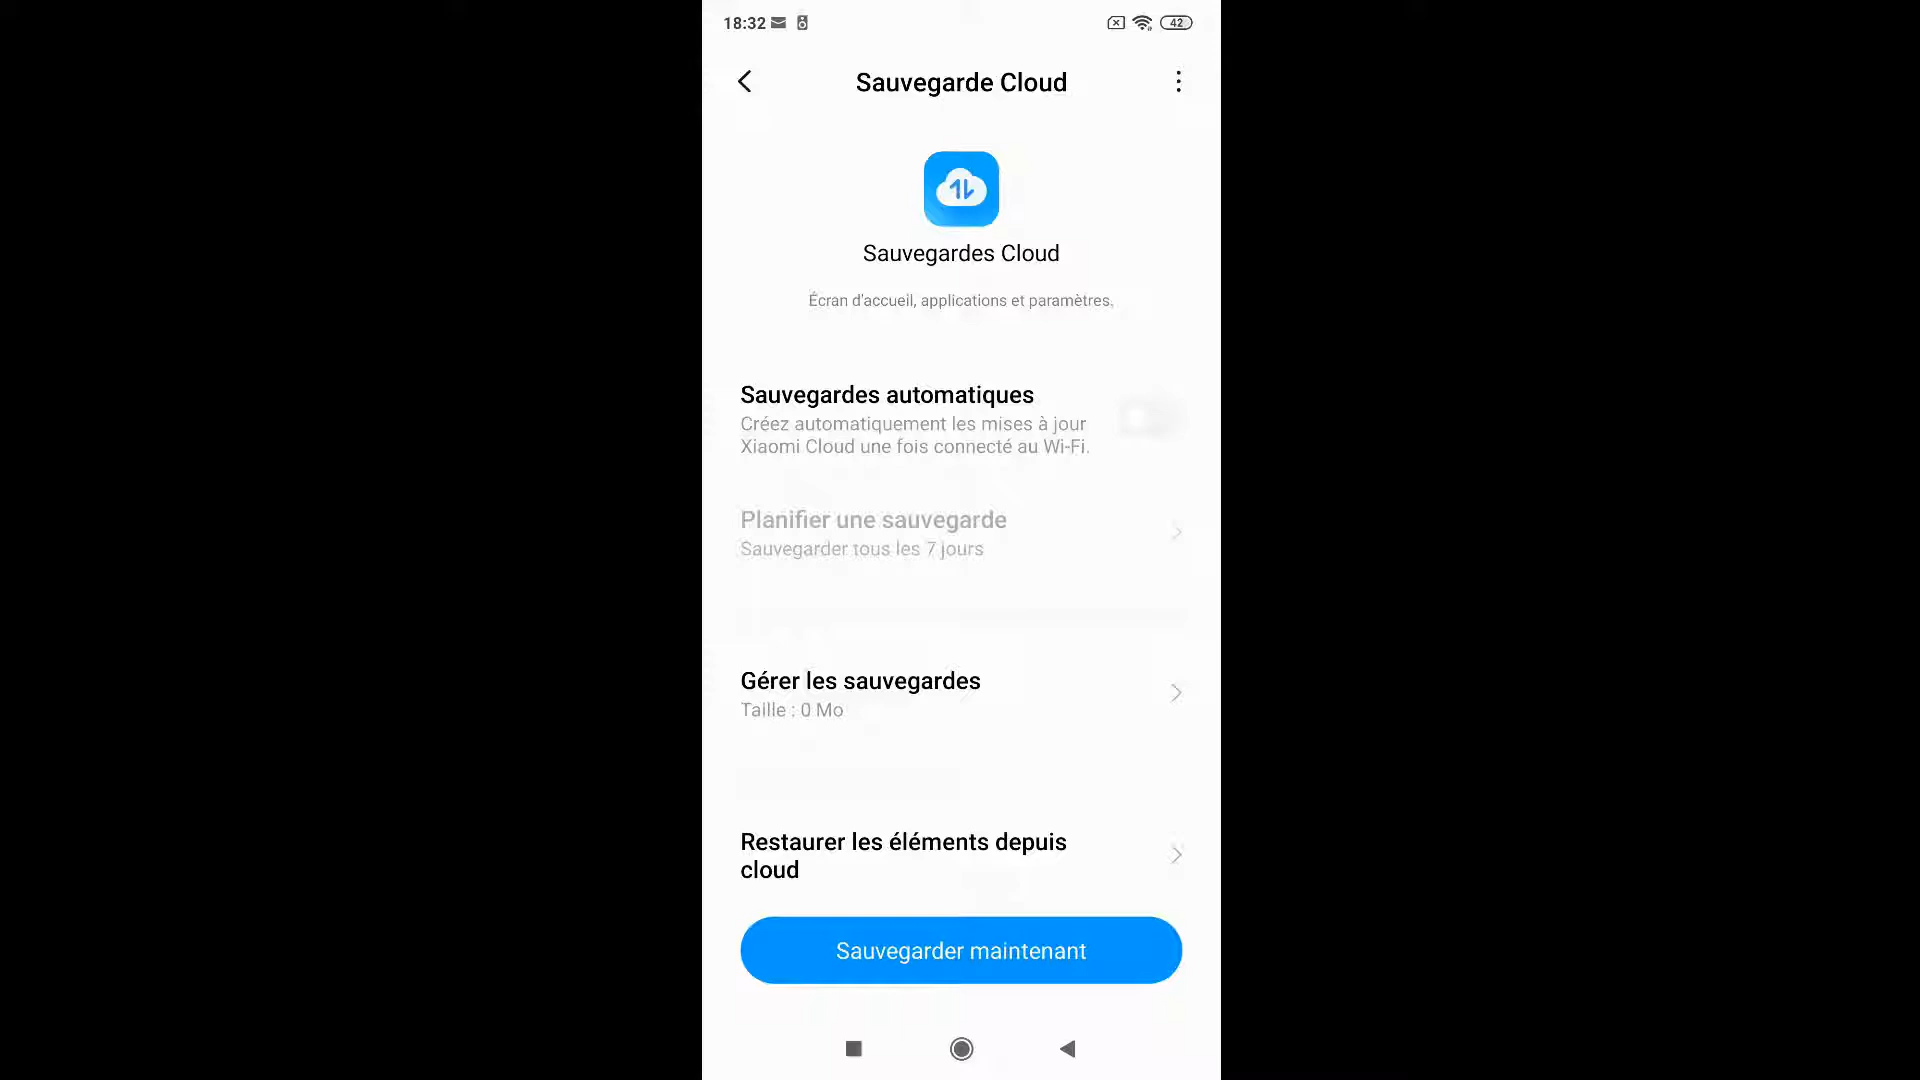 18:32
42
Sauvegarde Cloud
Sauvegardes Cloud
Écran d'accueil, applications et paramètres.
Sauvegardes automatiques
Créez automatiquement les mises à jour
Xiaomi Cloud une fois connecté au Wi-Fi.
Planifier une sauvegarde
Sauvegarder tous les 7 jours
Gérer les sauvegardes
Taille : 0 Mo
Restaurer les éléments depuis
cloud
Sauvegarder maintenant